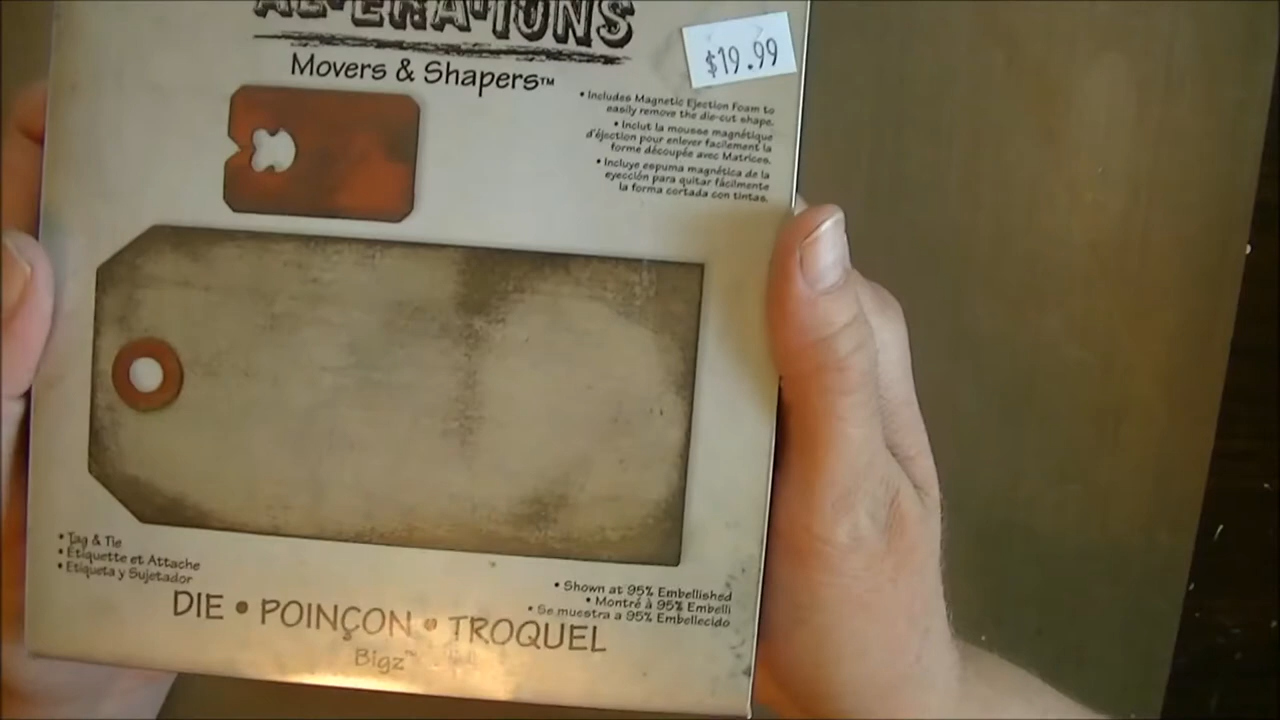 ALTERATIONS
$19.99
Movers & Shapers™
• Includes Magnetic Ejection Foam to
easily remove the die-cut shape.
• Inclut la mousse magnétique
d'éjection pour enlever facilement la
forme découpée avec Matrices.
• Incluye espuma magnética de la
eyección para quitar fácilmente
la forma cortada con tintas.
• Tag & Tie
• Étiquette et Attache
• Etiqueta y Sujetador
• Shown at 95% Embellished
• Montré à 95% Embelli
• Se muestra a 95% Embellecido
DIE • POINÇON • TROQUEL
Bigz™